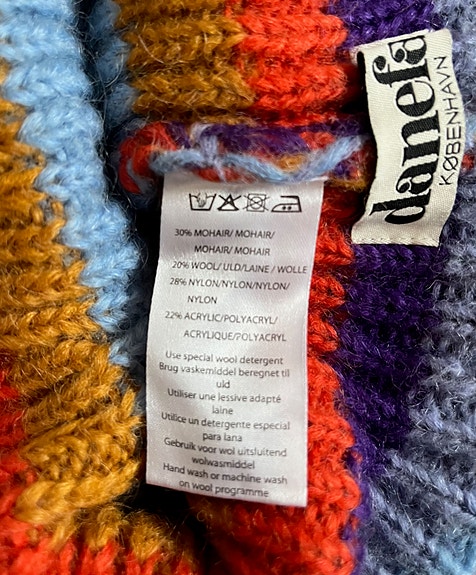 danefa
KØBENHAVN
30% MOHAIR/ MOHAIR/
MOHAIR/ MOHAIR
20% WOOL/ ULD/LAINE / WOLLE
28% NYLON/NYLON/NYLON/
NYLON
22% ACRYLIC/POLYACRYL/
ACRYLIQUE/POLYACRYL
Use special wool detergent
Brug vaskemiddel beregnet til
uld
Utiliser une lessive adapté
laine
Utilice un detergente especial
para lana
Gebruik voor wol uitsluitend
wolwasmiddel
Hand wash or machine wash
on wool programme